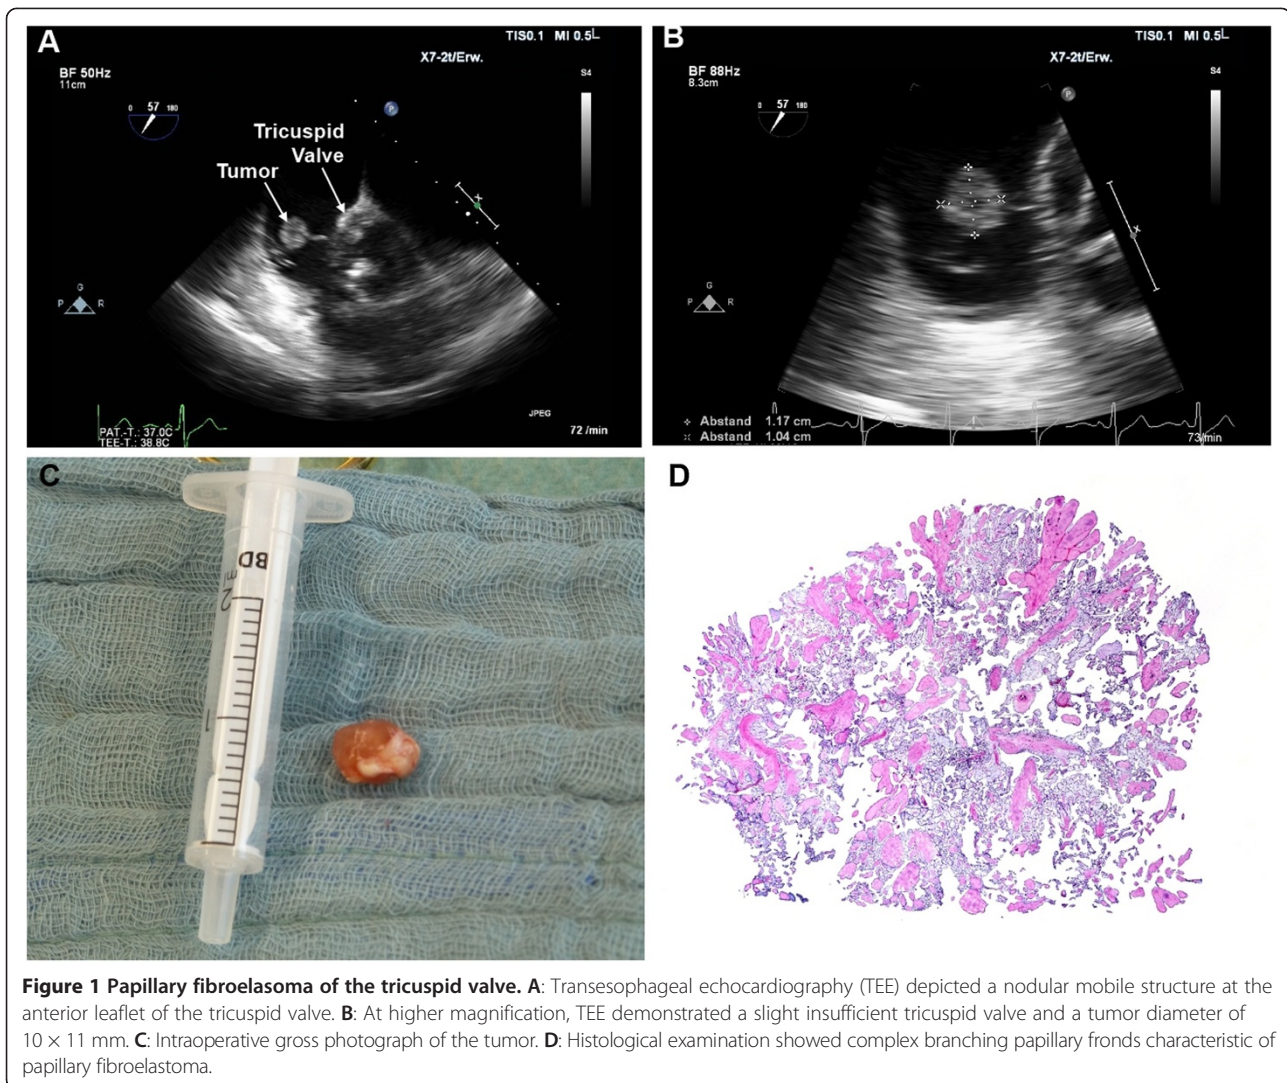 A
TIS0.1 MI 0.5
X7-2t/Erw.
BF 50Hz
11cm
S4
0 57 180
P
Tricuspid
Valve
Tumor
G
P R
JPEG
PAT.-T.: 37.0C
TEE-T.: 38.8C
72 /min
B
TIS0.1 MI 0.5
X7-2t/Erw.
BF 88Hz
8.3cm
S4
0 57 180
P
G
P R
Abstand 1.17 cm
Abstand 1.04 cm
73/min
C
BD
ml
2
1
D
Figure 1 Papillary fibroelasoma of the tricuspid valve. A: Transesophageal echocardiography (TEE) depicted a nodular mobile structure at the
anterior leaflet of the tricuspid valve. B: At higher magnification, TEE demonstrated a slight insufficient tricuspid valve and a tumor diameter of
10 × 11 mm. C: Intraoperative gross photograph of the tumor. D: Histological examination showed complex branching papillary fronds characteristic of
papillary fibroelastoma.